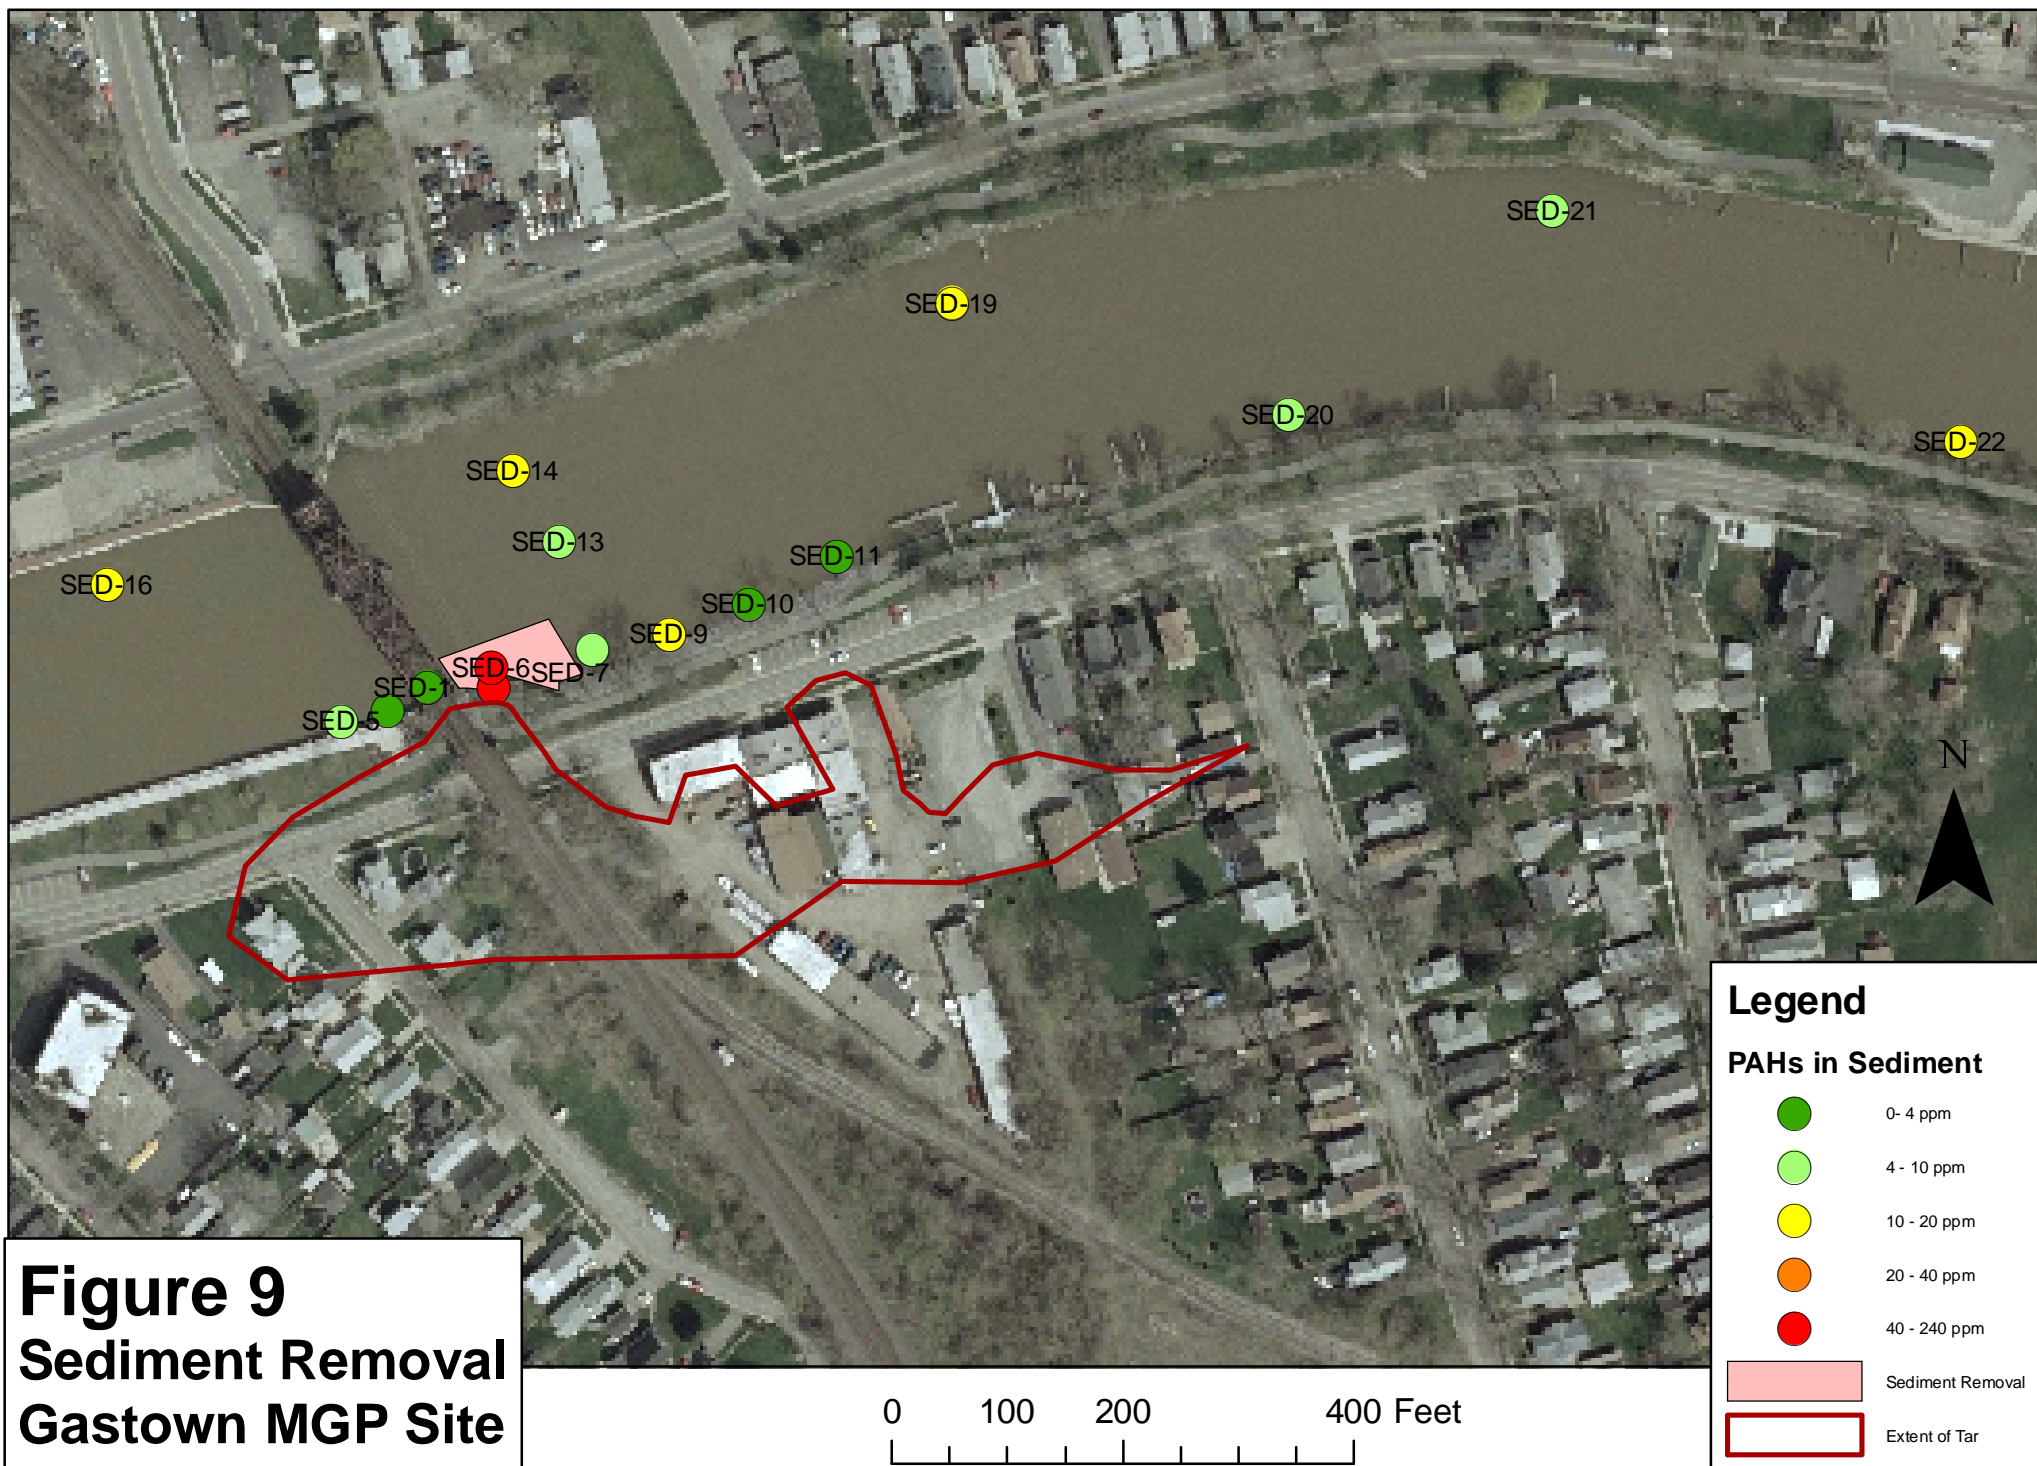 SED-21
SED-19
SED-20
SED-22
SED-14
SED-13
SED-11
SED-16
SED-10
SED-9
SED-6
SED-7
SED-1
SED-5
N
Legend
PAHs in Sediment
0- 4 ppm
4 - 10 ppm
10 - 20 ppm
20 - 40 ppm
40 - 240 ppm
Sediment Removal
Extent of Tar
Figure 9
Sediment Removal
Gastown MGP Site
0 100 200 400 Feet